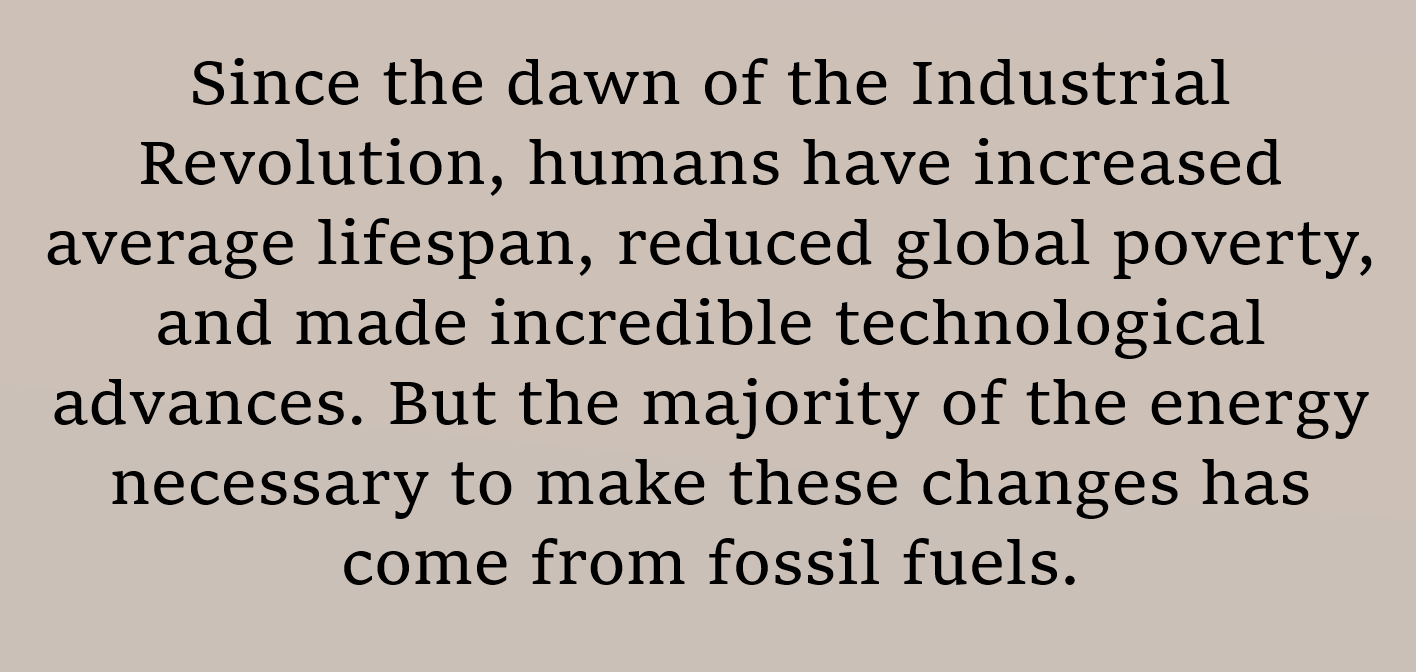 Since the dawn of the Industrial
Revolution, humans have increased
average lifespan, reduced global poverty,
and made incredible technological
advances. But the majority of the energy
necessary to make these changes has
come from fossil fuels.